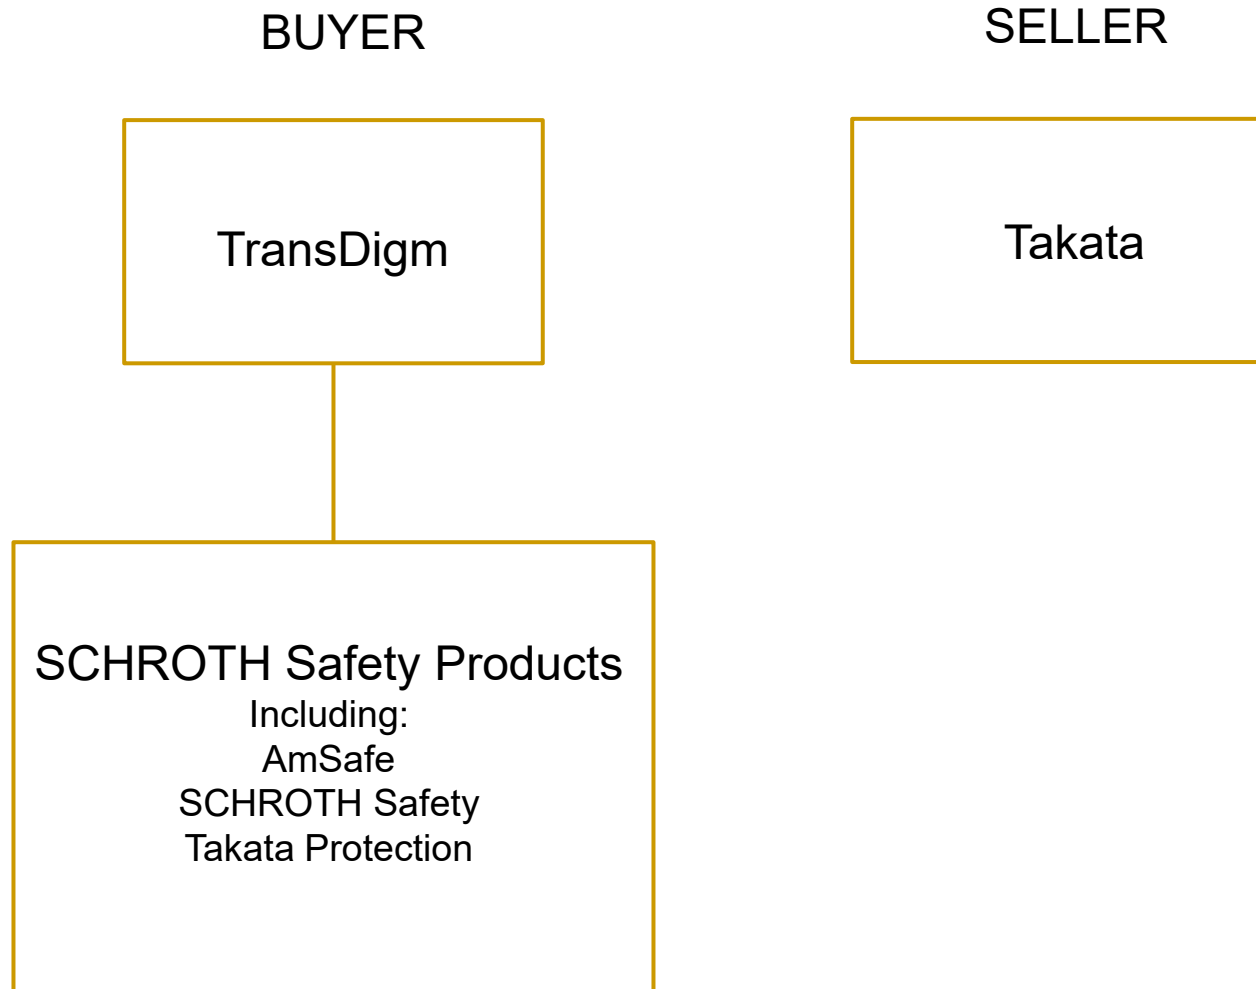 BUYER
SELLER
TransDigm
Takata
SCHROTH Safety Products
Including:
AmSafe
SCHROTH Safety
Takata Protection